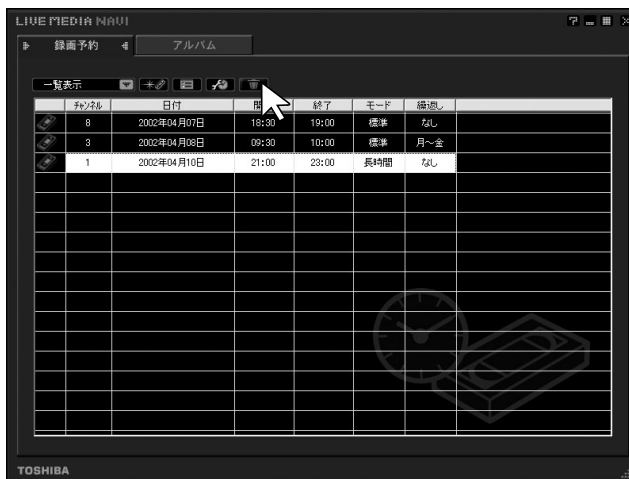 LIVE MEDIA NAVI
録画予約 アルバム
一覧表示
チャンネル 日付 終了 モード 繰返し
8 2002年04月07日 18:30 19:00 標準 なし
3 2002年04月08日 09:30 10:00 標準 月～金
1 2002年04月10日 21:00 23:00 長時間 なし
TOSHIBA